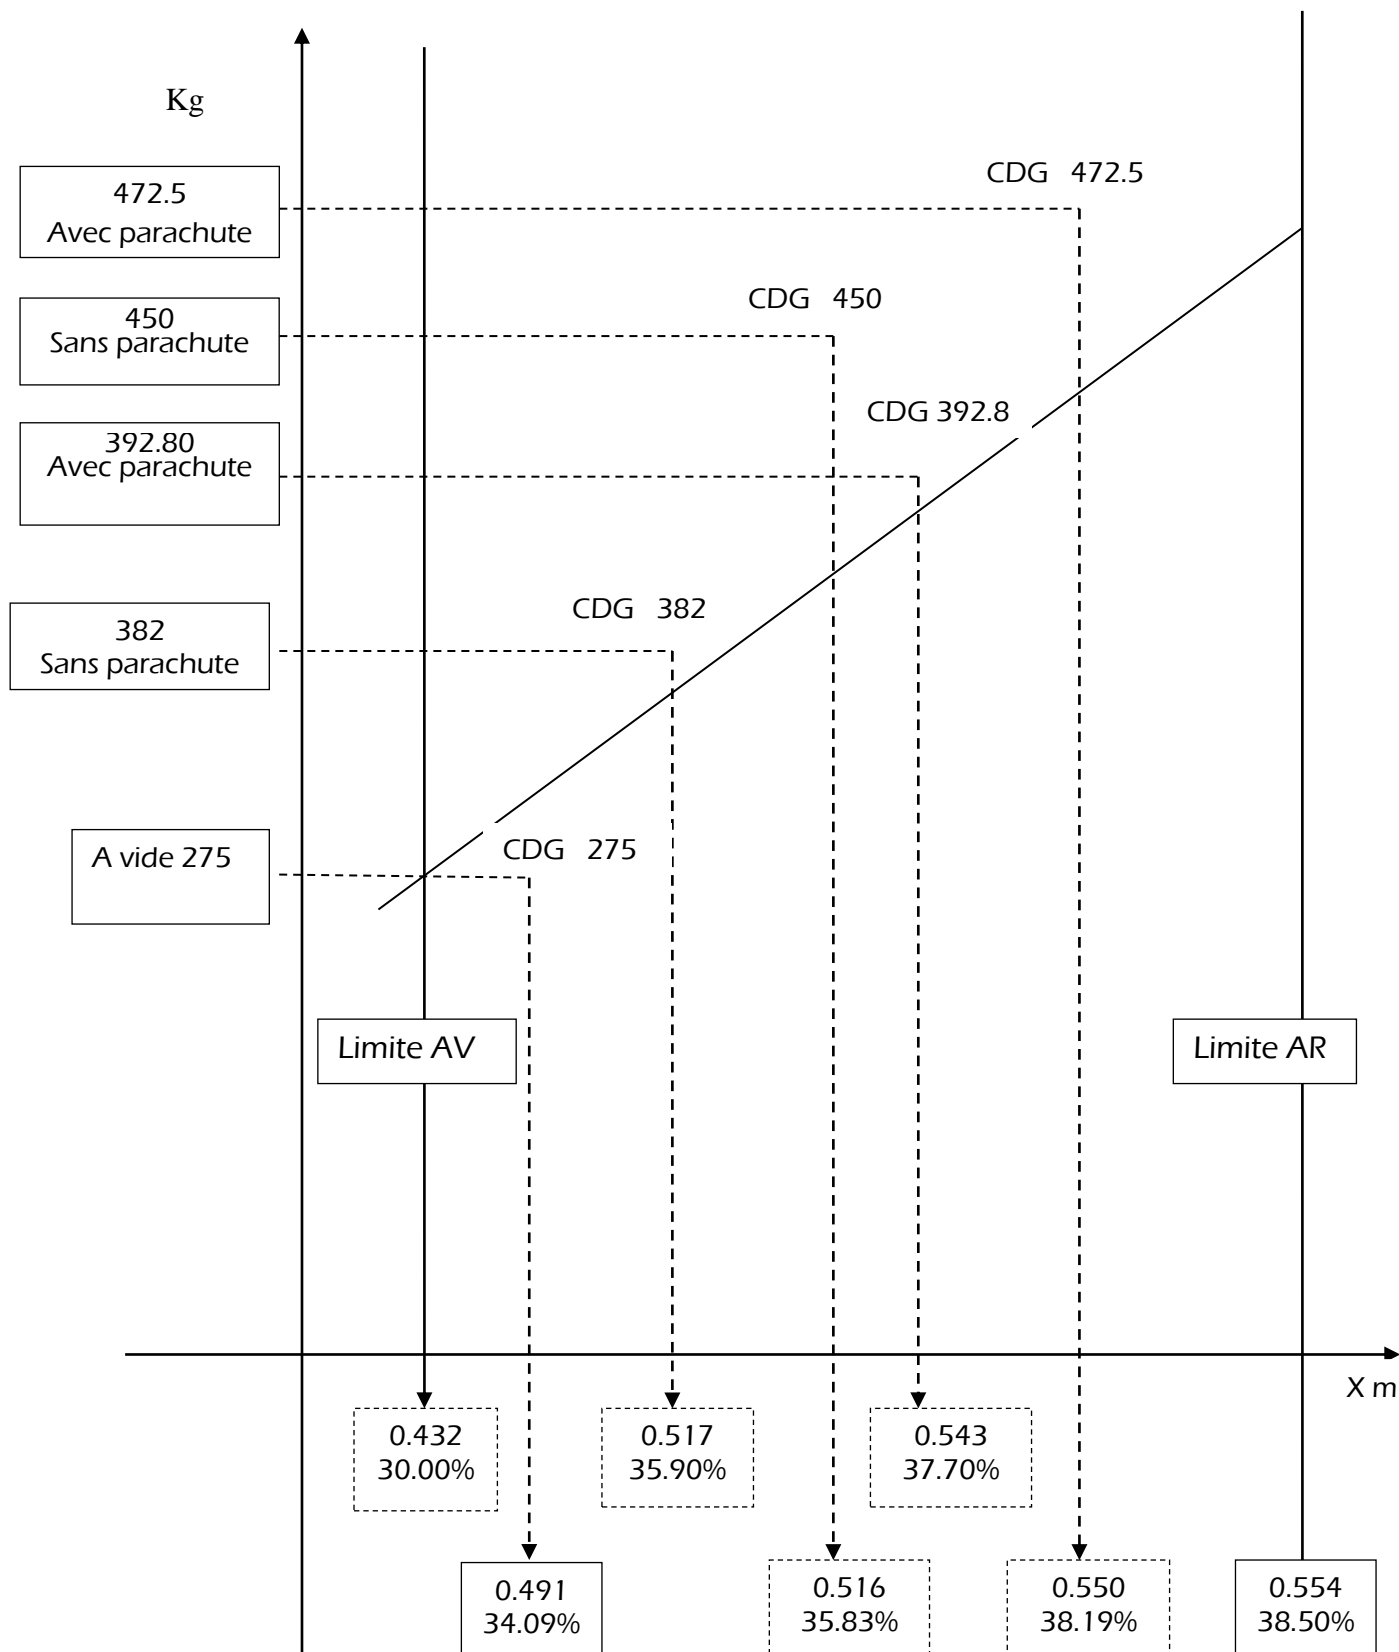 Kg
CDG 472.5
472.5
Avec parachute
CDG 450
450
Sans parachute
CDG 392.8
392.80
Avec parachute
CDG 382
382
Sans parachute
CDG 275
A vide 275
Limite AV
Limite AR
X m
0.432
30.00%
0.517
35.90%
0.543
37.70%
0.491
34.09%
0.516
35.83%
0.550
38.19%
0.554
38.50%